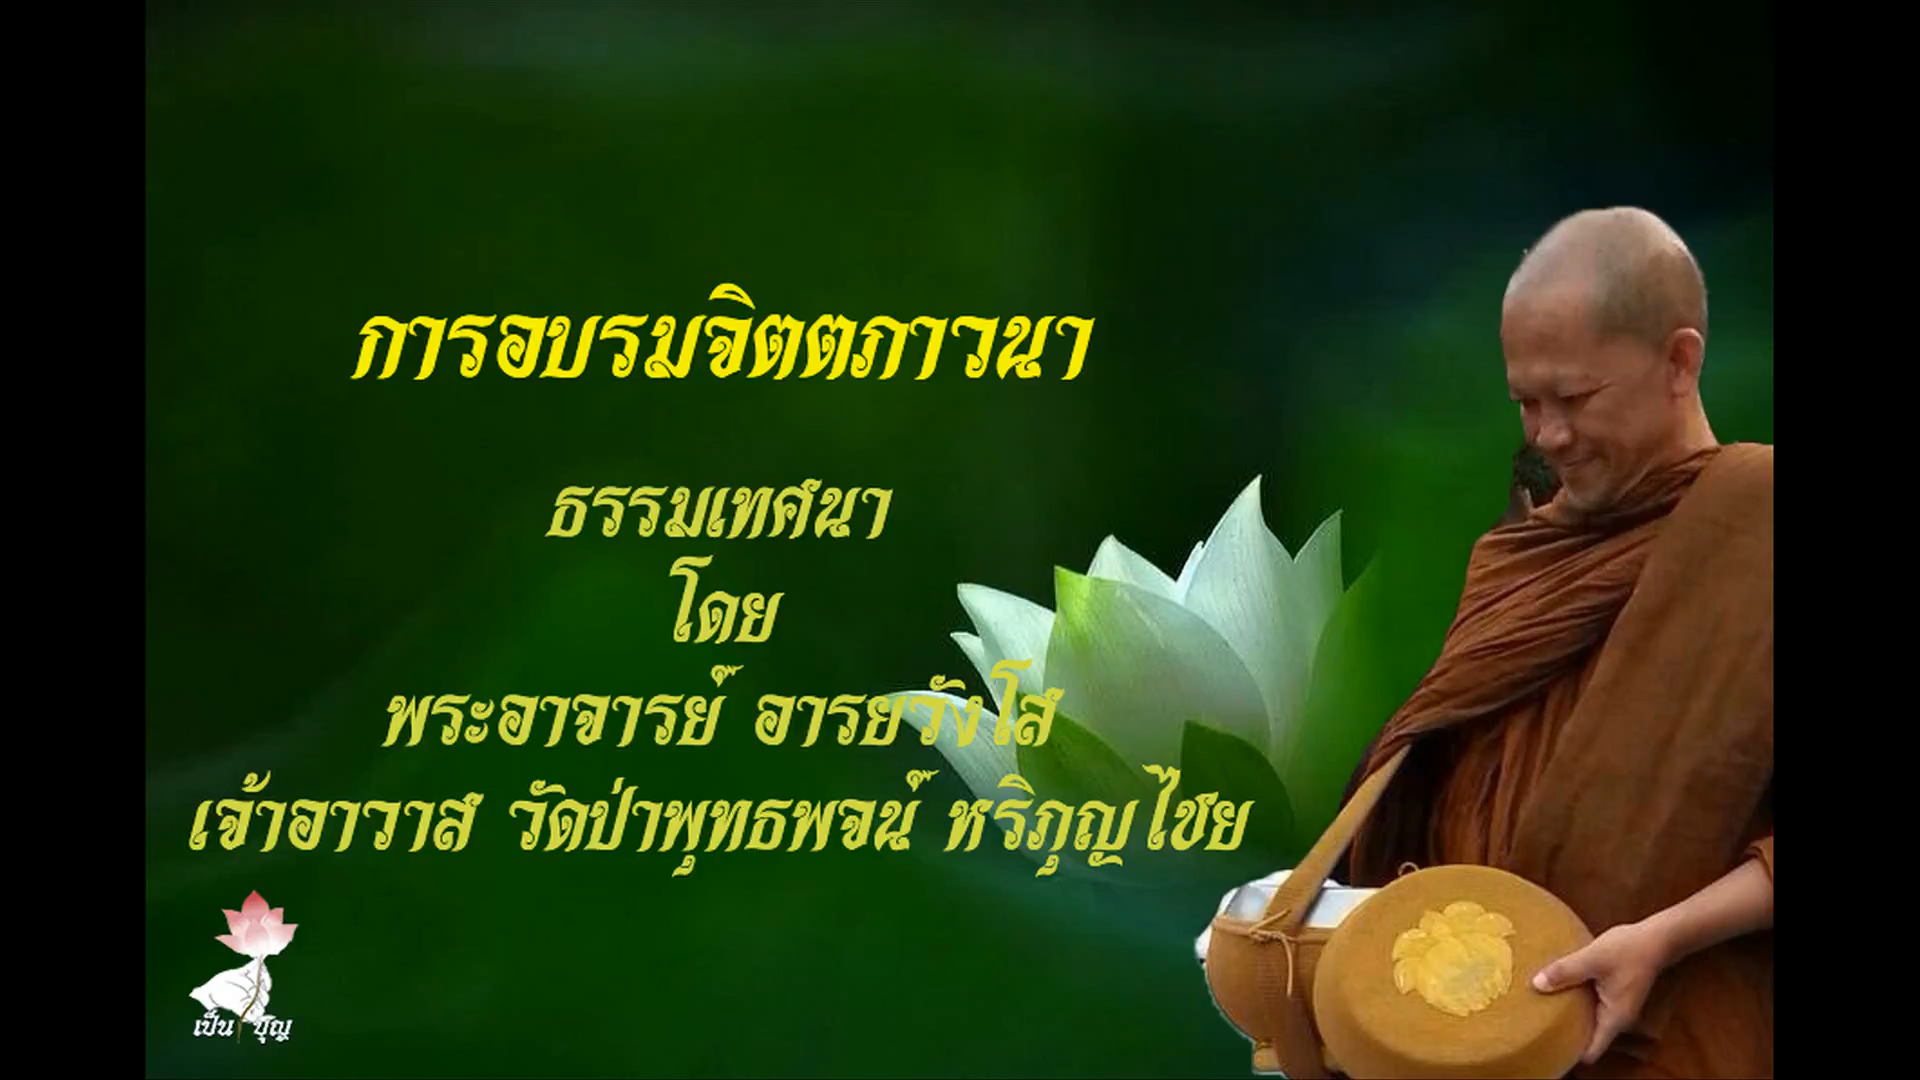 การอบรมจิตตภาวนา
ธรรมเทศนา
โดย
พระอาจารย์ อารยวังโส
เจ้าอาวาส วัดป่าพุทธพจน์ หริภุญไชย
เป็น บุญ